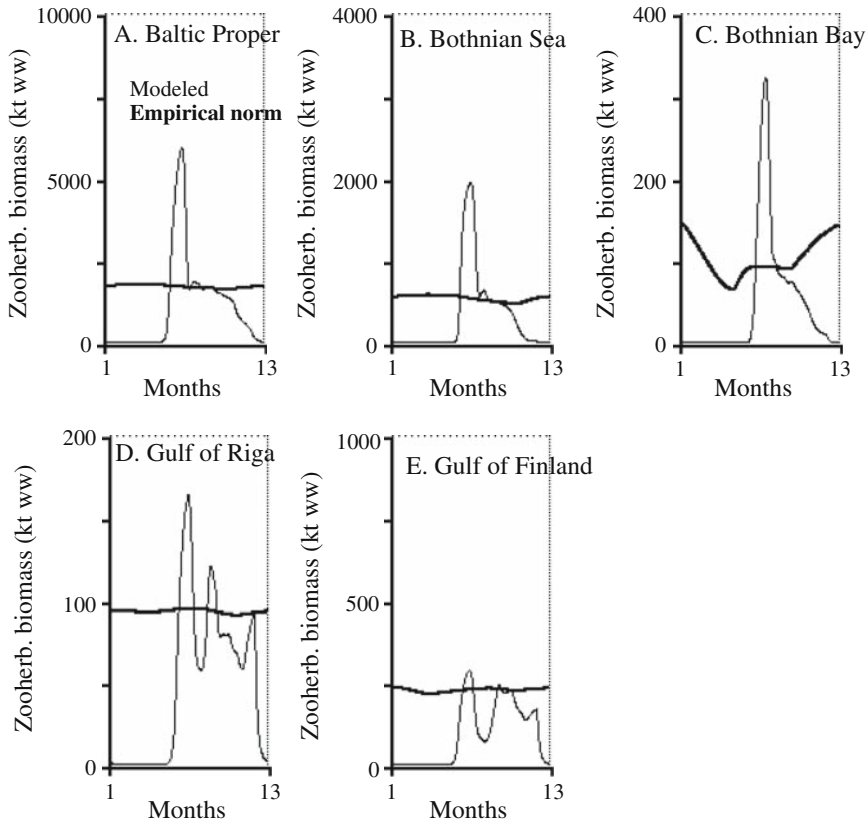 A. Baltic Proper
Modeled
Empirical norm
Zooherb. biomass (kt ww)
10000
5000
0
1
13
Months
B. Bothnian Sea
Zooherb. biomass (kt ww)
4000
2000
0
1
13
Months
C. Bothnian Bay
Zooherb. biomass (kt ww)
400
200
0
1
13
Months
D. Gulf of Riga
Zooherb. biomass (kt ww)
200
100
0
1
13
Months
E. Gulf of Finland
Zooherb. biomass (kt ww)
1000
500
0
1
13
Months